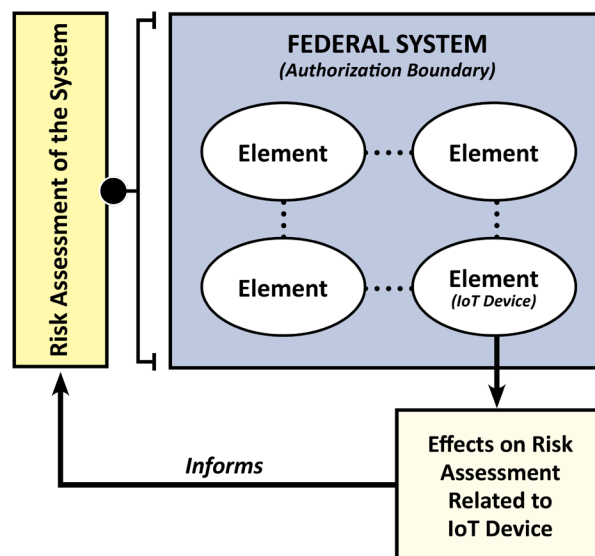 Risk Assessment of the System
FEDERAL SYSTEM
(Authorization Boundary)
Element
Element
Element
Element
(IoT Device)
Informs
Effects on Risk
Assessment
Related to
IoT Device